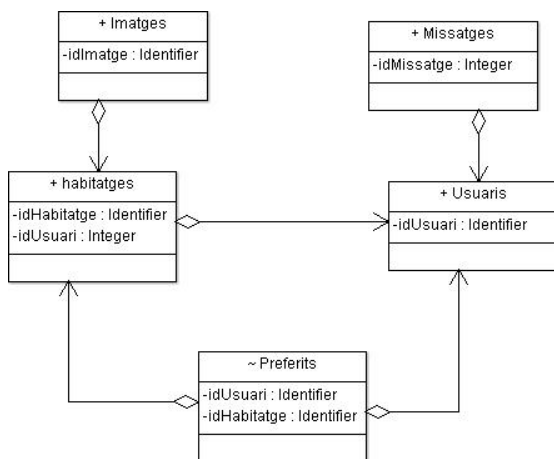 + Imatges
-idImatge : Identifier
+ Missatges
-idMissatge : Integer
+ habitatges
-idHabitatge : Identifier
-idUsuari : Integer
+ Usuaris
-idUsuari : Identifier
~ Preferits
-idUsuari : Identifier
-idHabitatge : Identifier